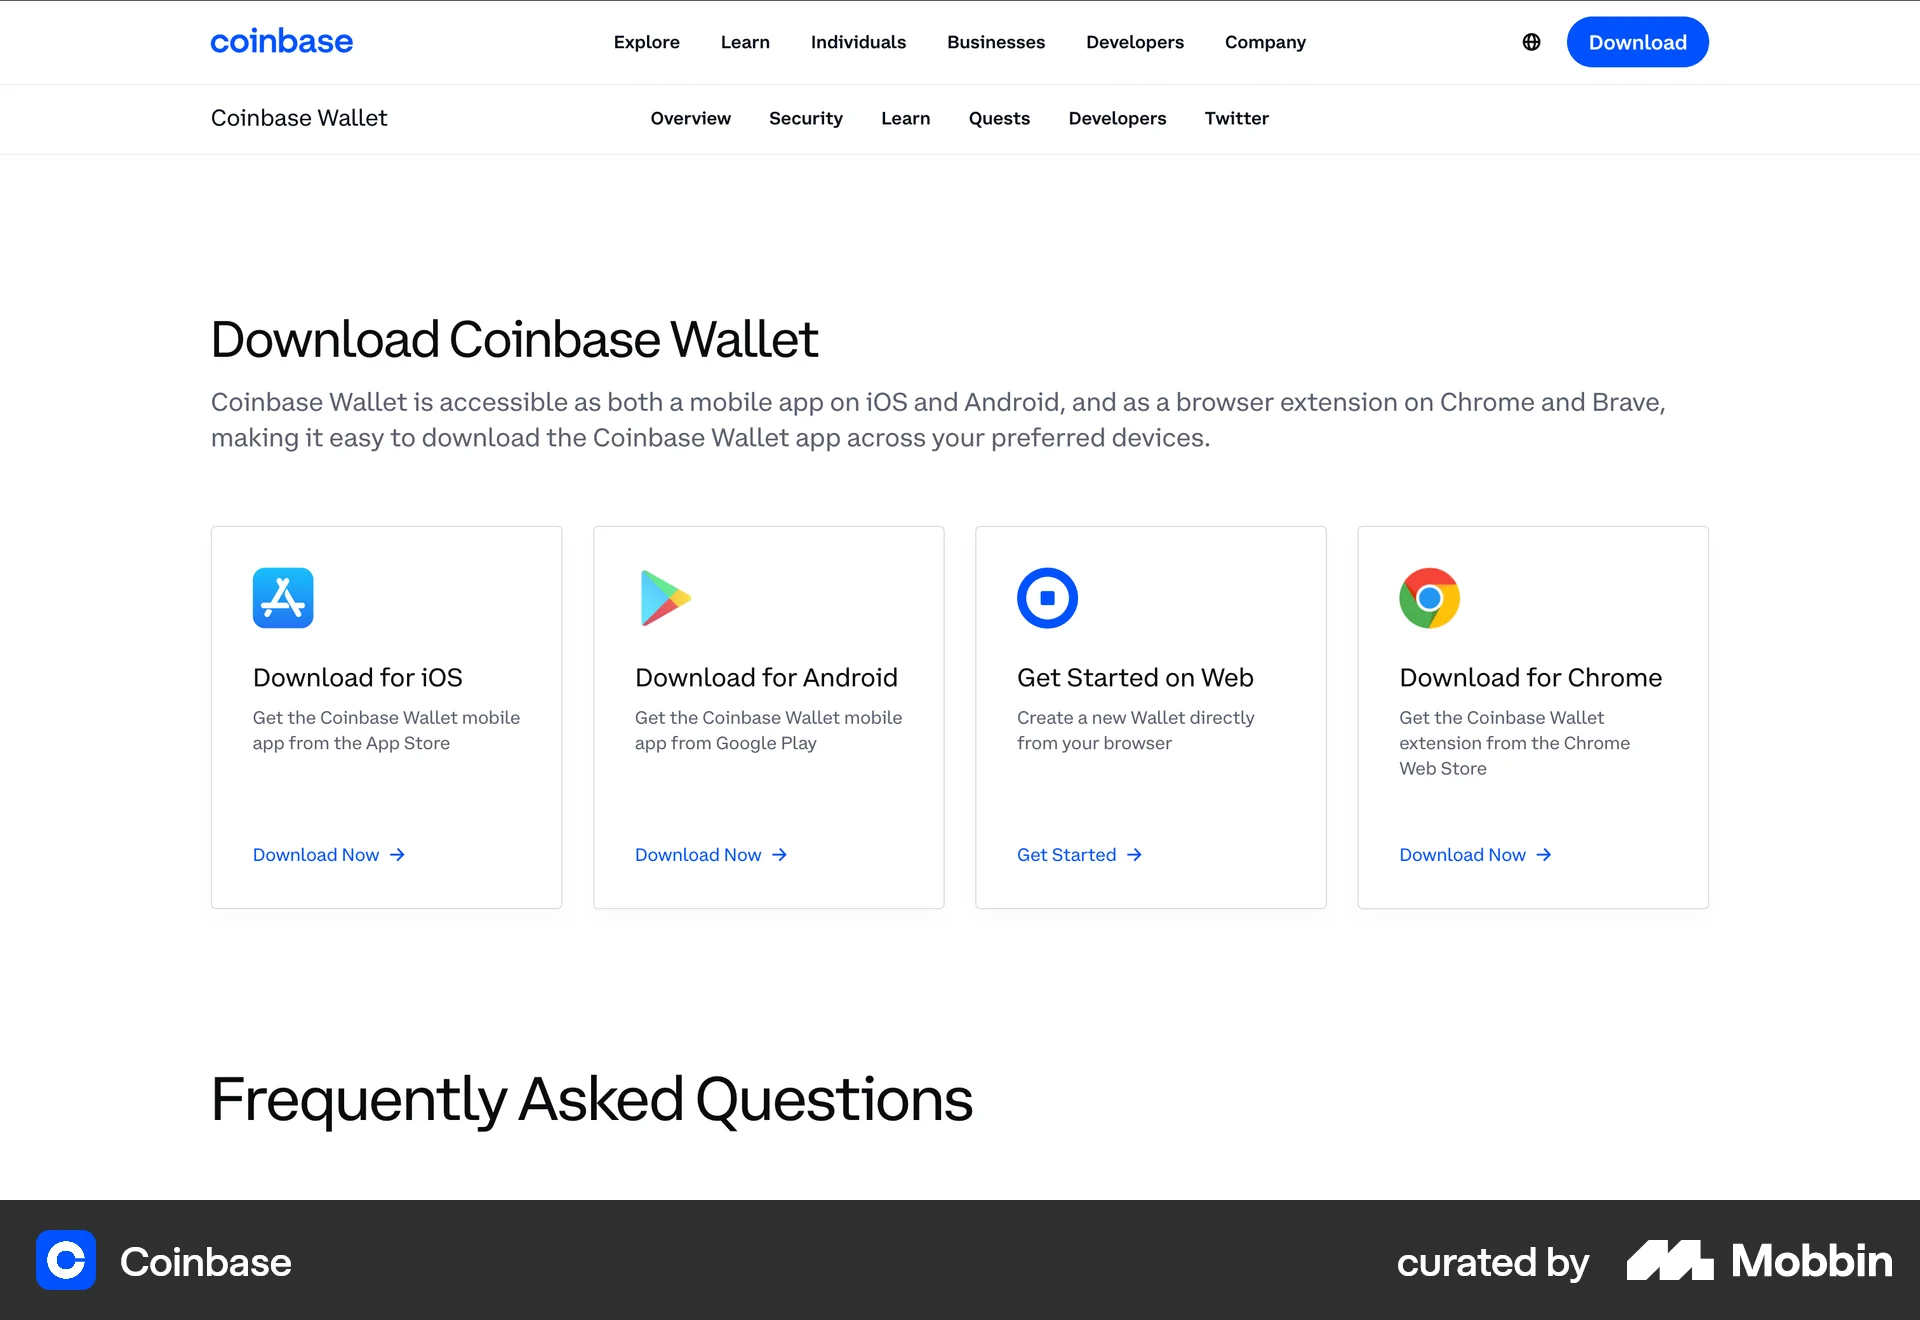 coinbase
Explore Learn Individuals Businesses Developers Company
Download
Coinbase Wallet
Overview Security Learn Quests Developers Twitter
Download Coinbase Wallet
Coinbase Wallet is accessible as both a mobile app on iOS and Android, and as a browser extension on Chrome and Brave,
making it easy to download the Coinbase Wallet app across your preferred devices.
Download for iOS
Get the Coinbase Wallet mobile
app from the App Store
Download Now →
Download for Android
Get the Coinbase Wallet mobile
app from Google Play
Download Now →
Get Started on Web
Create a new Wallet directly
from your browser
Get Started →
Download for Chrome
Get the Coinbase Wallet
extension from the Chrome
Web Store
Download Now →
Frequently Asked Questions
Coinbase
curated by Mobbin